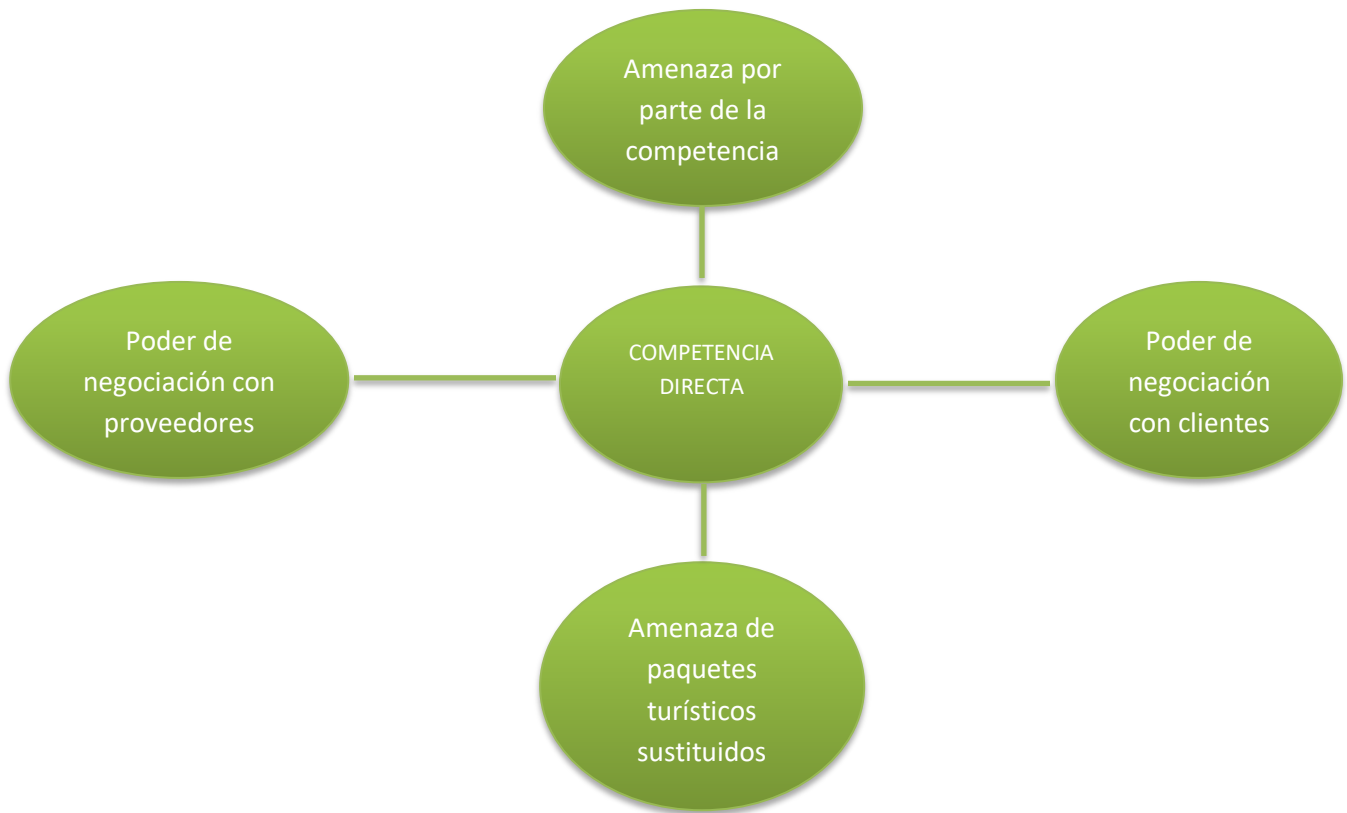 Amenaza por
parte de la
competencia
Poder de
negociación con
proveedores
COMPETENCIA
DIRECTA
Poder de
negociación
con clientes
Amenaza de
paquetes
turísticos
sustituidos